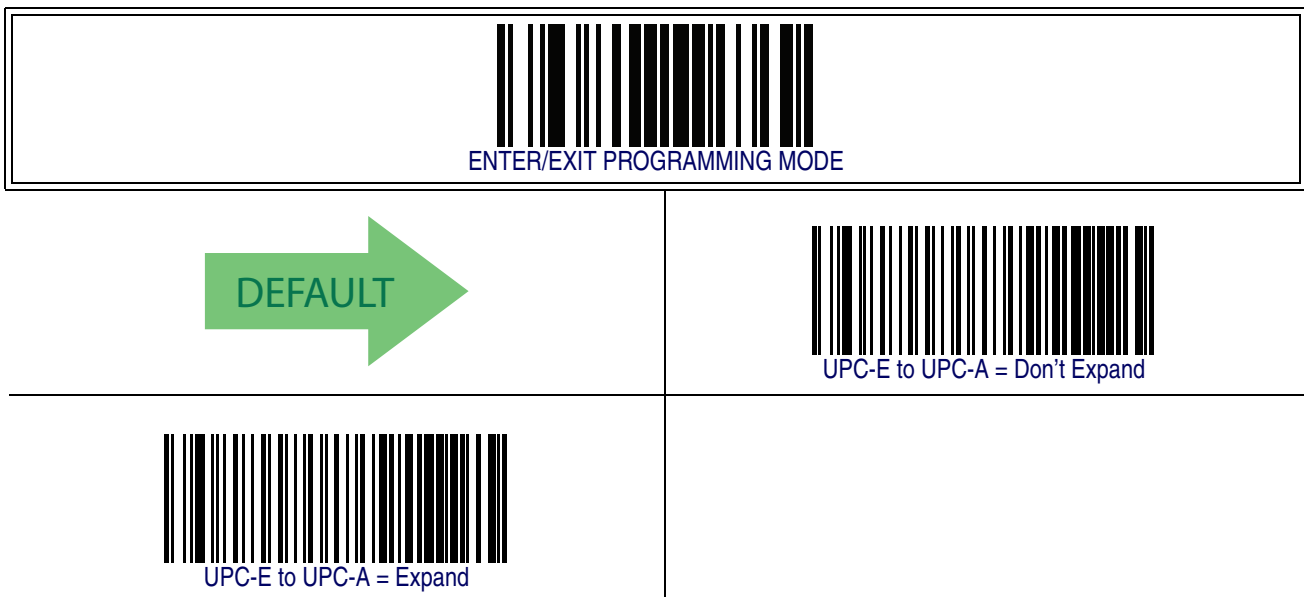 ENTER/EXIT PROGRAMMING MODE
DEFAULT
UPC-E to UPC-A = Don't Expand
UPC-E to UPC-A = Expand